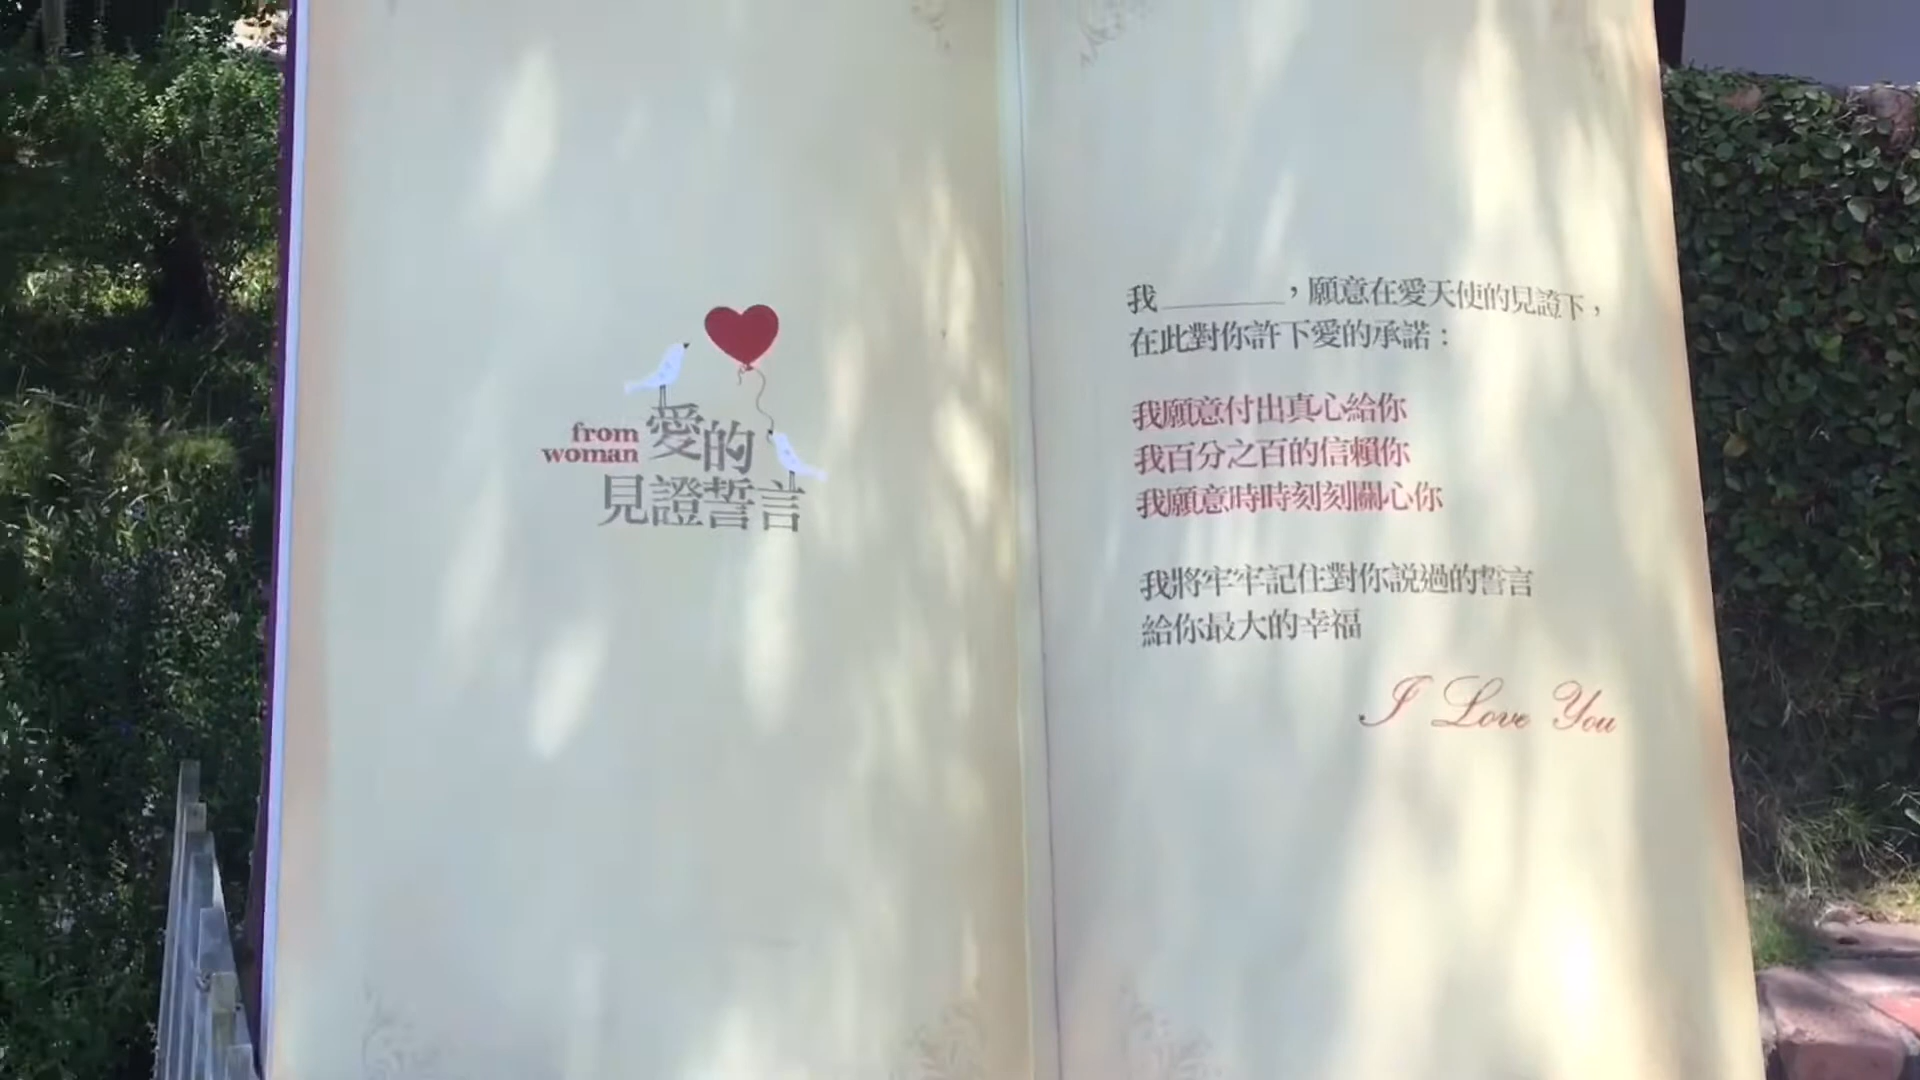 from
woman
愛的
見證誓言
我________，願意在愛天使的見證下，
在此對你許下愛的承諾：
我願意付出真心給你
我百分之百的信賴你
我願意時時刻刻關心你
我將牢牢記住對你說過的誓言
給你最大的幸福
I Love You